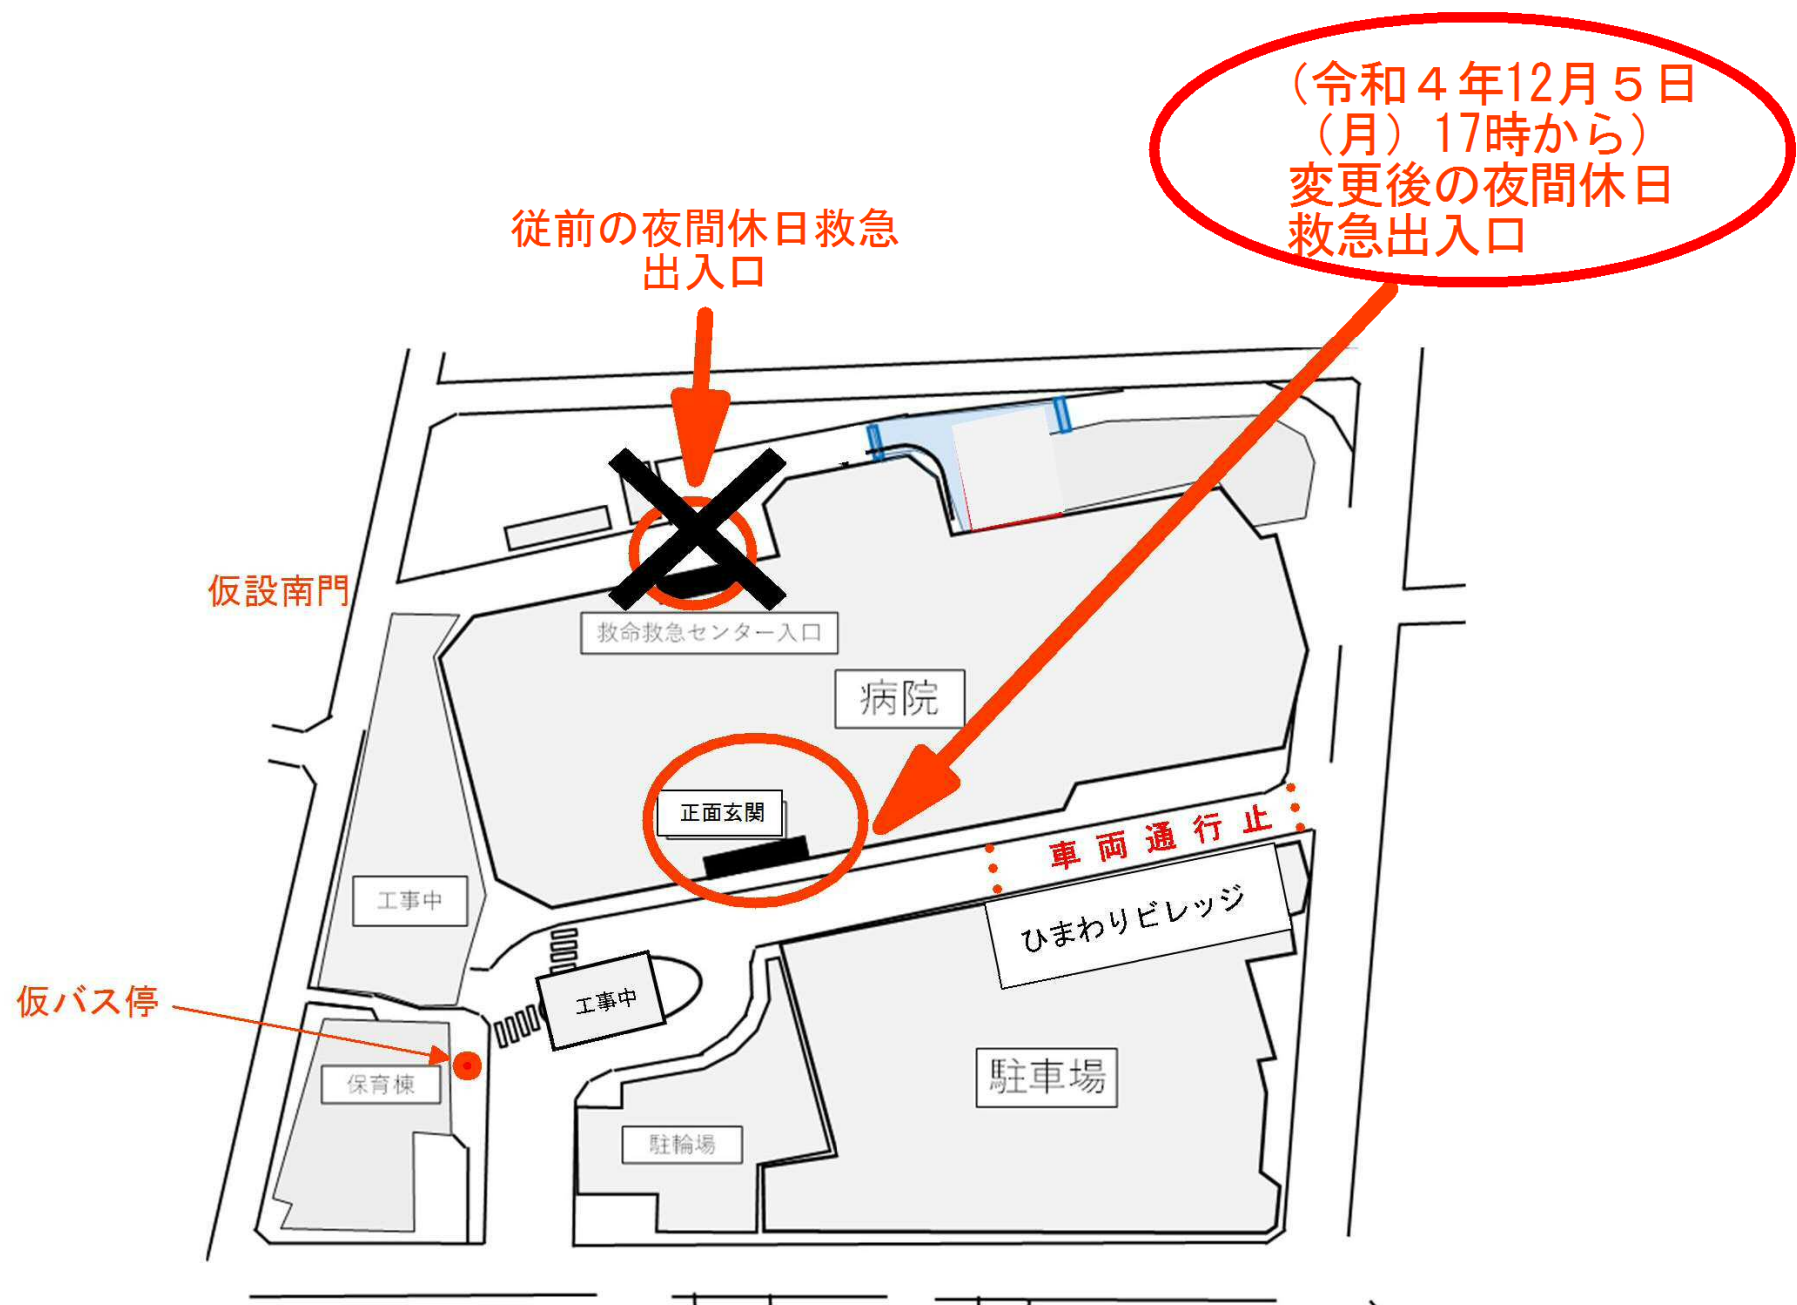 （令和４年12月５日
（月）17時から）
変更後の夜間休日
救急出入口
従前の夜間休日救急
出入口
仮設南門
救命救急センター入口
病院
正面玄関
車両通行止
ひまわりビレッジ
工事中
工事中
仮バス停
保育棟
駐車場
駐輪場